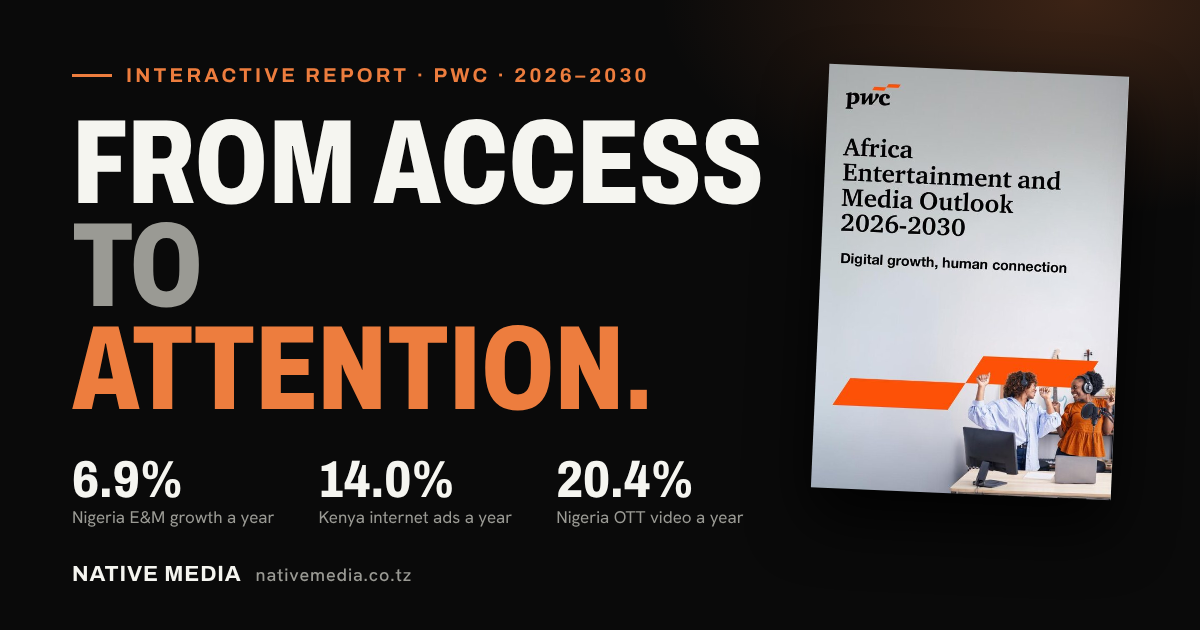 INTERACTIVE REPORT · PWC · 2026–2030
FROM ACCESS
TO
ATTENTION.
6.9%
Nigeria E&M growth a year
14.0%
Kenya internet ads a year
20.4%
Nigeria OTT video a year
NATIVE MEDIA nativemedia.co.tz
pwc
Africa
Entertainment and
Media Outlook
2026-2030
Digital growth, human connection